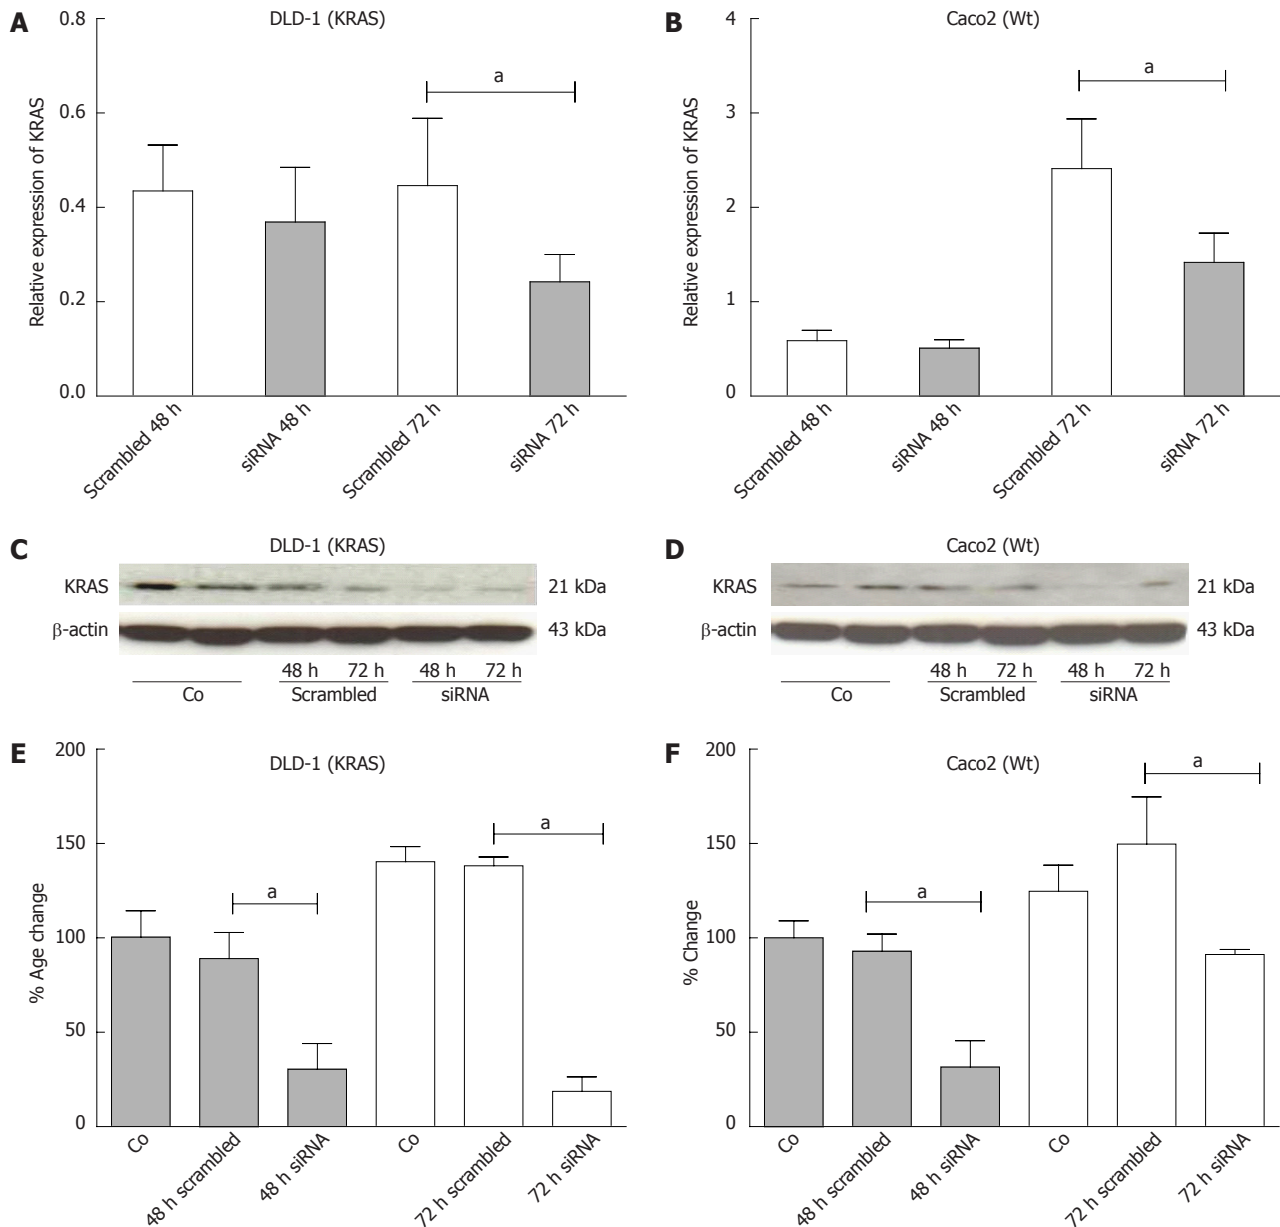 A
DLD-1 (KRAS)
Relative expression of KRAS
0.8
0.6
0.4
0.2
0.0
a
Scrambled 48 h
siRNA 48 h
Scrambled 72 h
siRNA 72 h
B
Caco2 (Wt)
Relative expression of KRAS
4
3
2
1
0
a
Scrambled 48 h
siRNA 48 h
Scrambled 72 h
siRNA 72 h
C
DLD-1 (KRAS)
KRAS 21 kDa
β-actin 43 kDa
48 h 72 h 48 h 72 h
Co Scrambled siRNA
D
Caco2 (Wt)
KRAS 21 kDa
β-actin 43 kDa
48 h 72 h 48 h 72 h
Co Scrambled siRNA
E
DLD-1 (KRAS)
% Age change
200
150
100
50
0
a
a
Co
48 h scrambled
48 h siRNA
Co
72 h scrambled
72 h siRNA
F
Caco2 (Wt)
% Change
200
150
100
50
0
a
a
Co
48 h scrambled
48 h siRNA
Co
72 h scrambled
72 h siRNA